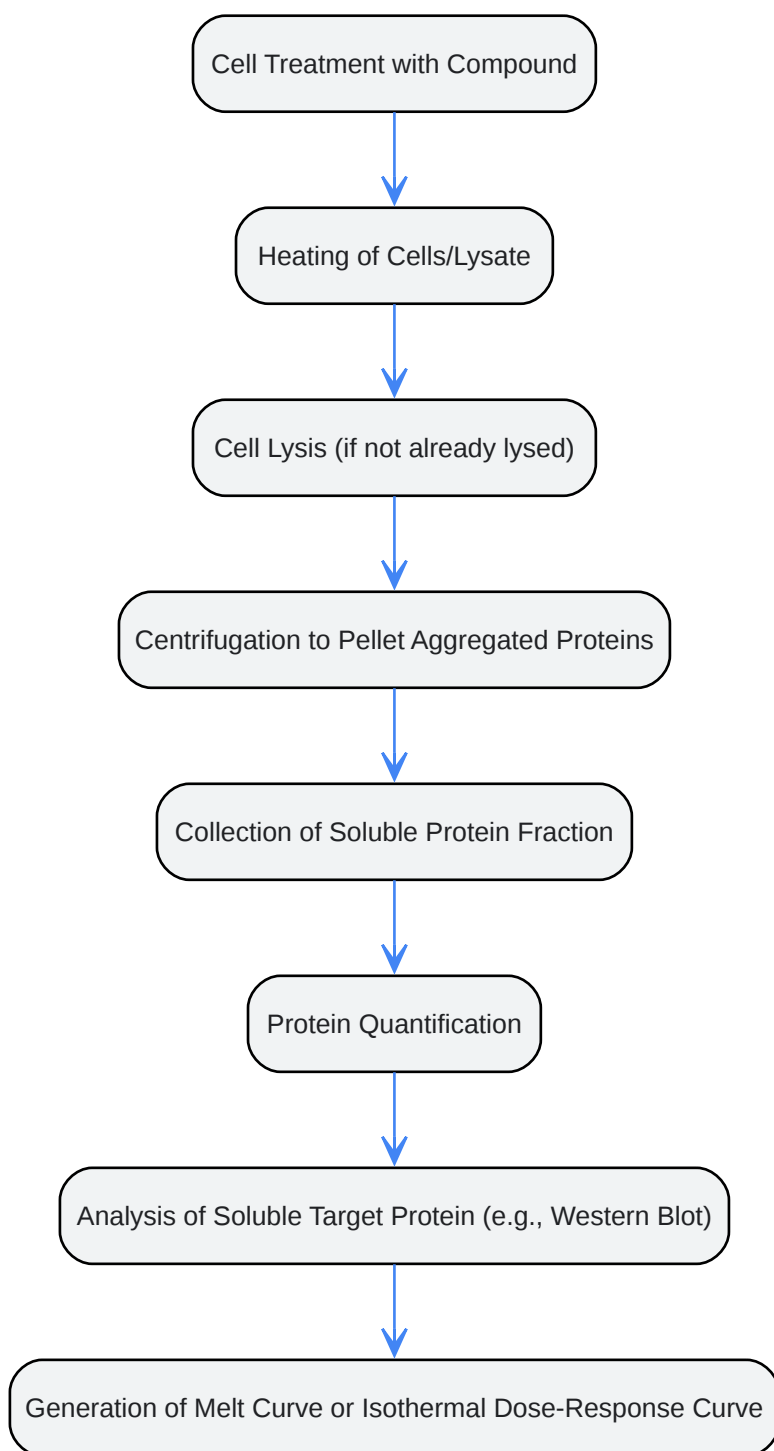 Cell Treatment with Compound
Heating of Cells/Lysate
Cell Lysis (if not already lysed)
Centrifugation to Pellet Aggregated Proteins
Collection of Soluble Protein Fraction
Protein Quantification
Analysis of Soluble Target Protein (e.g., Western Blot)
Generation of Melt Curve or Isothermal Dose-Response Curve